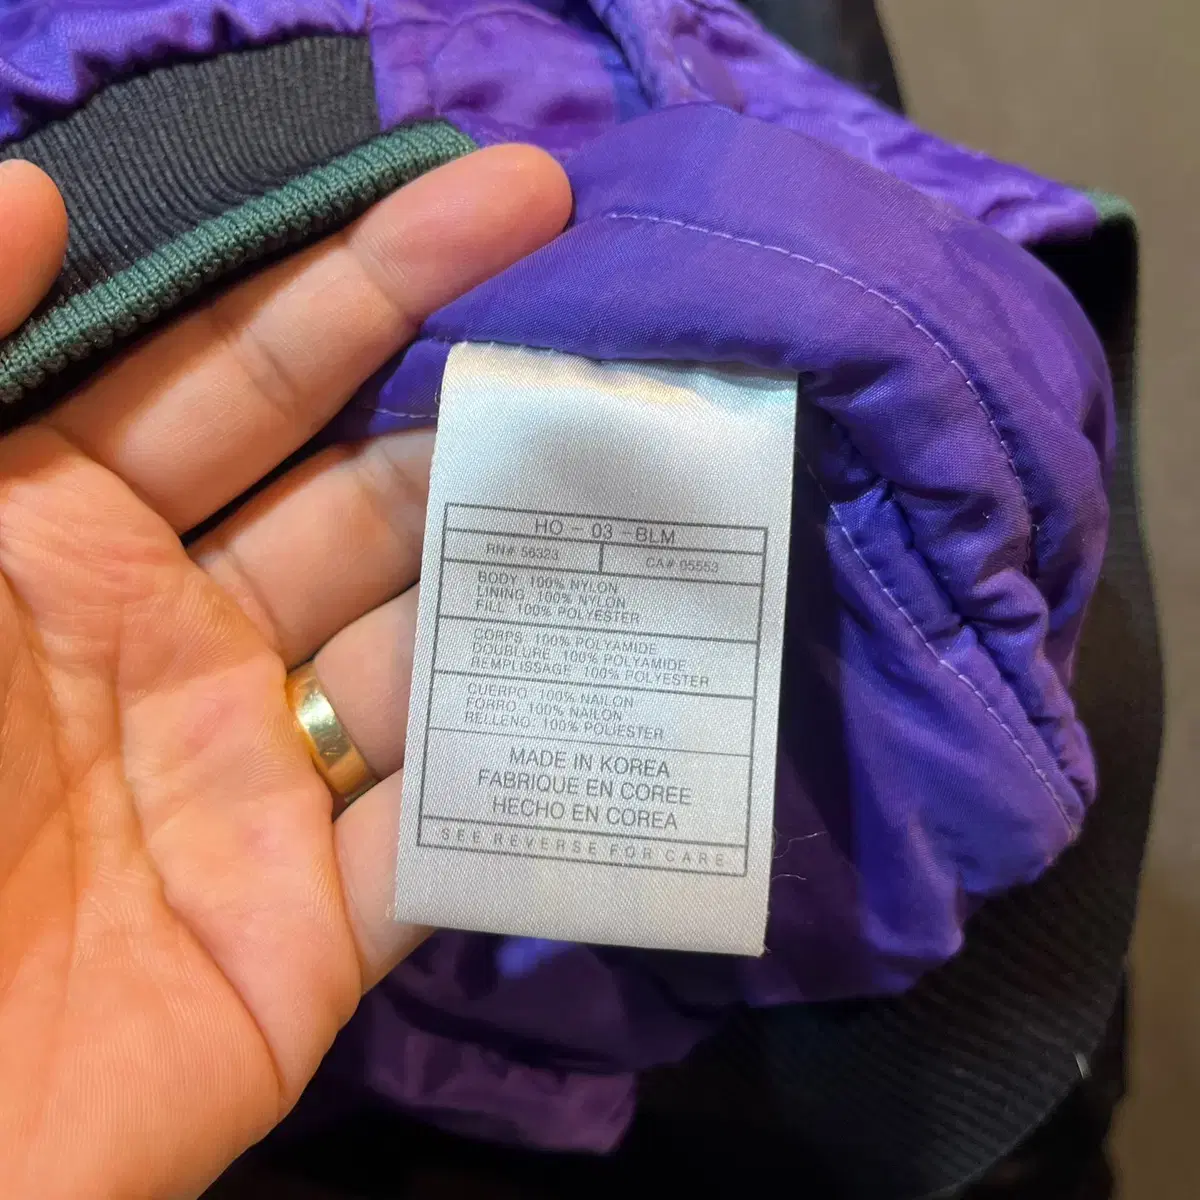 HO - 03 - BLM
RN# 56323
CA# 05553
BODY 100% NYLON
LINING 100% NYLON
FILL 100% POLYESTER
CORPS 100% POLYAMIDE
DOUBLURE 100% POLYAMIDE
REMPLISSAGE 100% POLYESTER
CUERPO 100% NAILON
FORRO 100% NAILON
RELLENO 100% POLIESTER
MADE IN KOREA
FABRIQUE EN COREE
HECHO EN COREA
SEE REVERSE FOR CARE